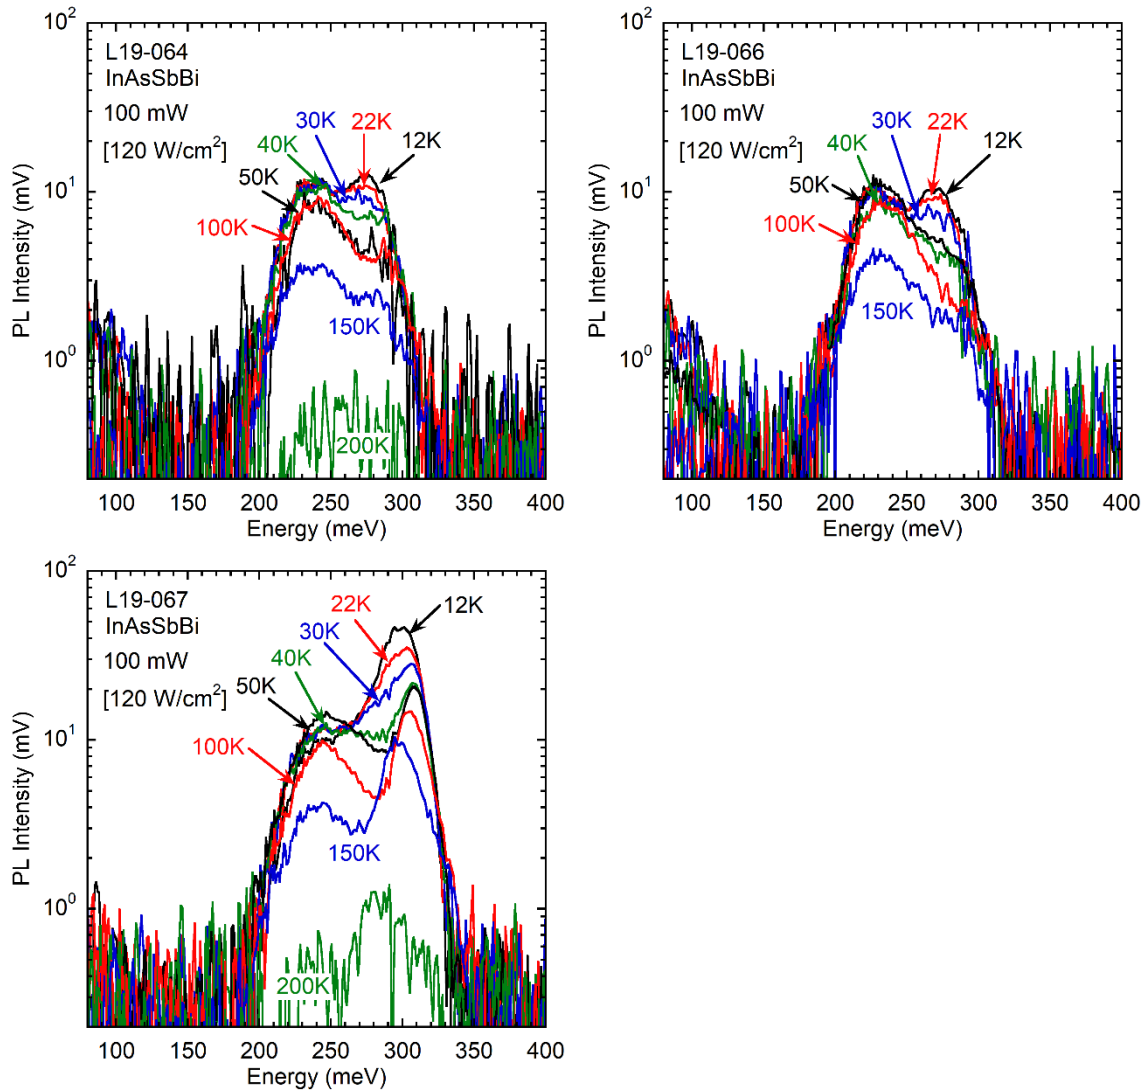 10²
10¹
10⁰
PL Intensity (mV)
L19-064
InAsSbBi
100 mW
[120 W/cm²]
30K
22K
40K
12K
50K
100K
150K
200K
100 150 200 250 300 350 400
Energy (meV)
10²
10¹
10⁰
PL Intensity (mV)
L19-066
InAsSbBi
100 mW
[120 W/cm²]
30K
22K
40K
12K
50K
100K
150K
100 150 200 250 300 350 400
Energy (meV)
10²
10¹
10⁰
PL Intensity (mV)
L19-067
InAsSbBi
100 mW
[120 W/cm²]
22K
12K
30K
40K
50K
100K
150K
200K
100 150 200 250 300 350 400
Energy (meV)